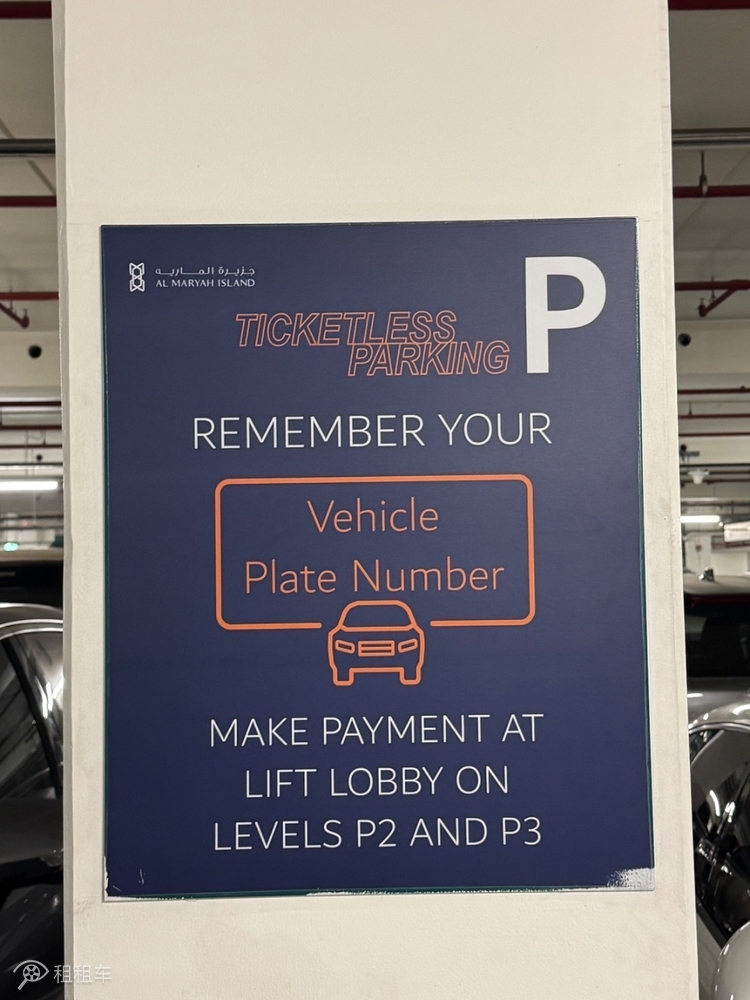 جزيرة المــــاريـــه
AL MARYAH ISLAND
P
TICKETLESS
PARKING
REMEMBER YOUR
Vehicle
Plate Number
MAKE PAYMENT AT
LIFT LOBBY ON
LEVELS P2 AND P3
租租车